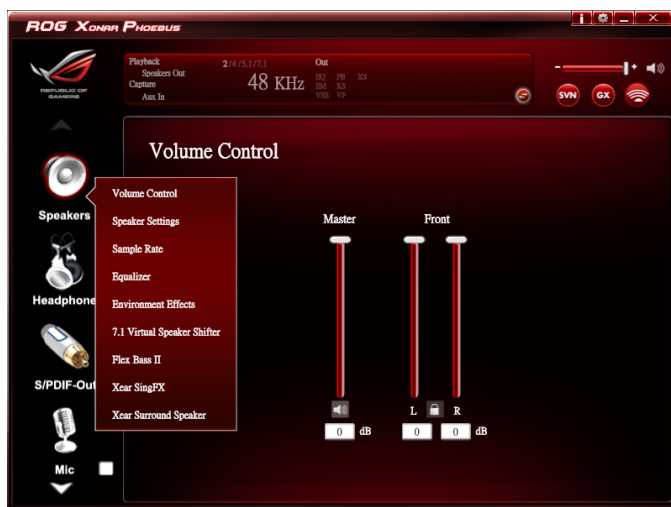 ROG XONAR PHOEBUS
REPUBLIC OF
GAMERS
Playback
Speakers Out
Capture
Aux In
2/4/5.1/7.1
48 KHz
Out
HQ PB XS
EM KS
VSS VF
SVN GX
Volume Control
Speakers
Headphone
S/PDIF-Out
Mic
Volume Control
Speaker Settings
Sample Rate
Equalizer
Environment Effects
7.1 Virtual Speaker Shifter
Flex Bass II
Xear SingFX
Xear Surround Speaker
Master Front
L R
0 dB 0 0 dB